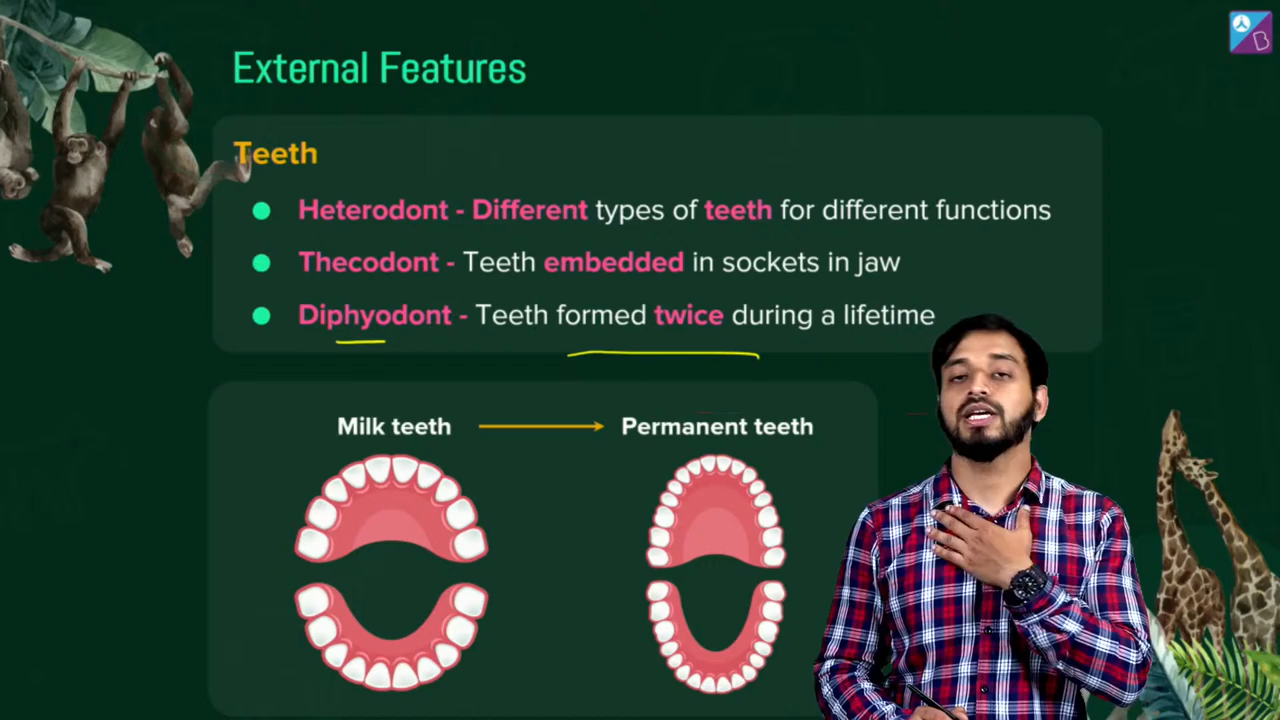 External Features
Teeth
Heterodont - Different types of teeth for different functions
Thecodont - Teeth embedded in sockets in jaw
Diphyodont - Teeth formed twice during a lifetime
Milk teeth
Permanent teeth
B